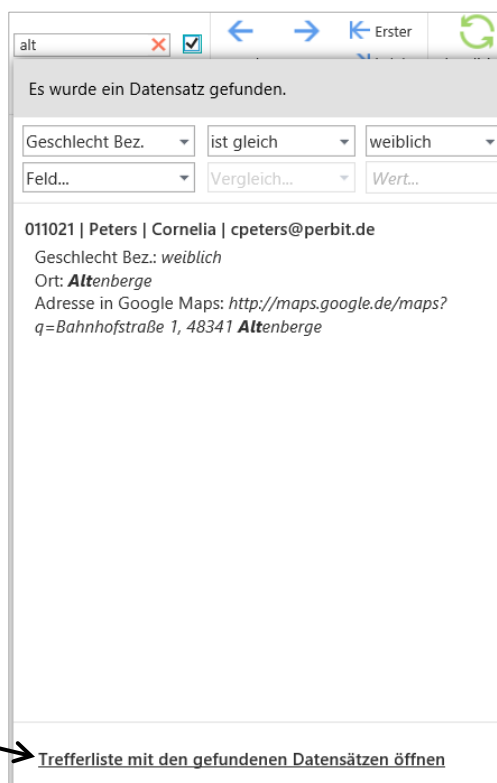 alt Erster
Es wurde ein Datensatz gefunden.
Geschlecht Bez. ist gleich weiblich
Feld... Vergleich... Wert...
011021 | Peters | Cornelia | cpeters@perbit.de
Geschlecht Bez.: weiblich
Ort: Altenberge
Adresse in Google Maps: http://maps.google.de/maps?
q=Bahnhofstraße 1, 48341 Altenberge
Trefferliste mit den gefundenen Datensätzen öffnen